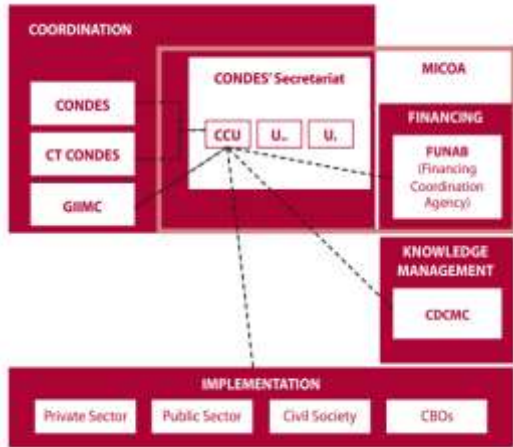 COORDINATION
CONDES' Secretariat
MICOA
CONDES
CCU
U...
U.
FINANCING
CT CONDES
FUNAB
(Financing
Coordination
Agency)
GIIMC
KNOWLEDGE
MANAGEMENT
CDCMC
IMPLEMENTATION
Private Sector
Public Sector
Civil Society
CBOs